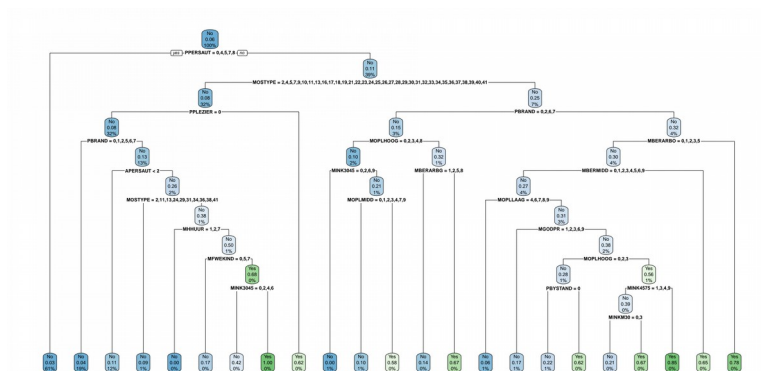 No
0.06
100%
yes PPERSAUT = 0,4,5,7,8 no
No
0.11
39%
MOSTYPE = 2,4,5,7,9,10,11,13,16,17,18,19,21,22,23,24,25,26,27,28,29,30,31,32,33,34,35,36,37,38,39,40,41
No
0.08
32%
No
0.25
7%
PPLEZIER = 0
PBRAND = 0,2,6,7
No
0.08
32%
No
0.15
3%
No
0.32
4%
PBRAND = 0,1,2,5,6,7
MOPLHOOG = 0,2,3,4,6
MBERARBO = 0,1,2,3,5
No
0.13
13%
No
0.10
2%
No
0.32
1%
No
0.30
4%
APERSAUT < 2
MINK3045 = 0,2,6,9
MBERARBG = 1,2,5,8
MBERMIDD = 0,1,2,3,4,5,6,9
No
0.26
2%
No
0.21
1%
No
0.27
4%
MOSTYPE = 2,11,13,24,29,31,34,36,38,41
MOPLMIDD = 0,1,2,3,4,7,9
MOPLLAAG = 4,6,7,8,9
No
0.38
1%
No
0.31
3%
MHHUUR = 1,2,7
MGODPR = 1,2,3,6,9
No
0.50
1%
No
0.38
2%
MFWEKIND = 0,5,7
MOPLHOOG = 0,2,3
Yes
0.68
0%
No
0.28
1%
Yes
0.56
1%
MINK3045 = 0,2,4,6
PBYSTAND = 0
MINK4575 = 1,3,4,9
No
0.39
0%
MINKM30 = 0,3
No No No No No No No Yes Yes No No Yes No Yes No No No Yes No Yes Yes Yes Yes
0.03 0.04 0.11 0.09 0.00 0.17 0.42 1.00 0.62 0.00 0.10 0.58 0.14 0.67 0.06 0.17 0.22 0.62 0.21 0.67 0.85 0.65 0.78
61% 19% 12% 1% 0% 0% 0% 0% 0% 1% 1% 0% 0% 0% 1% 1% 1% 0% 0% 0% 0% 0% 0%